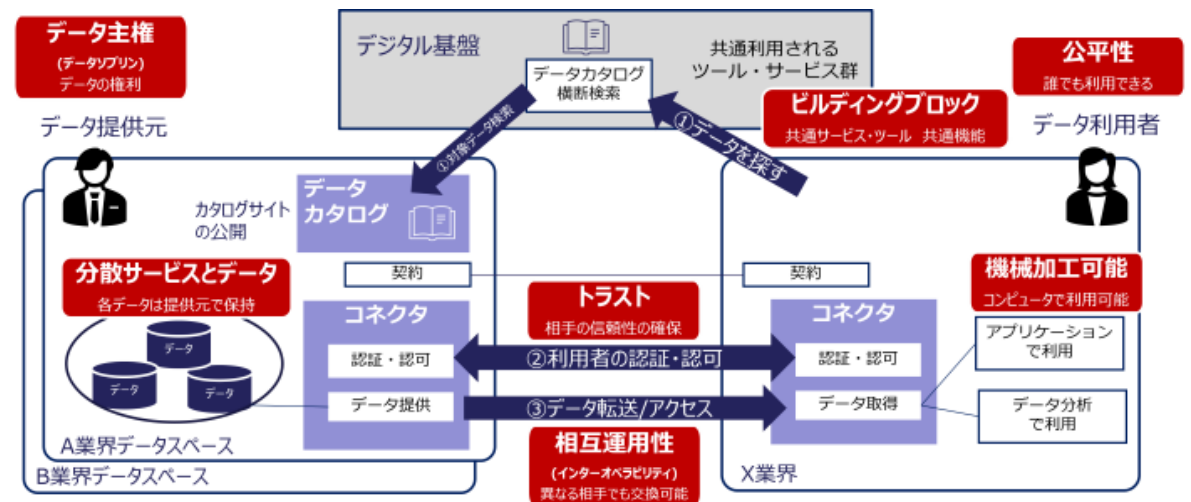 データ主権
(データソブリン)
データの権利
データ提供元
デジタル基盤
データカタログ
横断検索
共通利用される
ツール・サービス群
ビルディングブロック
共通サービス・ツール 共通機能
公平性
誰でも利用できる
データ利用者
①対象データ検索
①データを探す
カタログサイト
の公開
データ
カタログ
契約
契約
分散サービスとデータ
各データは提供元で保持
データ
データ
データ
コネクタ
認証・認可
データ提供
トラスト
相手の信頼性の確保
②利用者の認証・認可
③データ転送/アクセス
相互運用性
(インターオペラビリティ)
異なる相手でも交換可能
コネクタ
認証・認可
データ取得
機械加工可能
コンピュータで利用可能
アプリケーション
で利用
データ分析
で利用
A業界データスペース
B業界データスペース
X業界